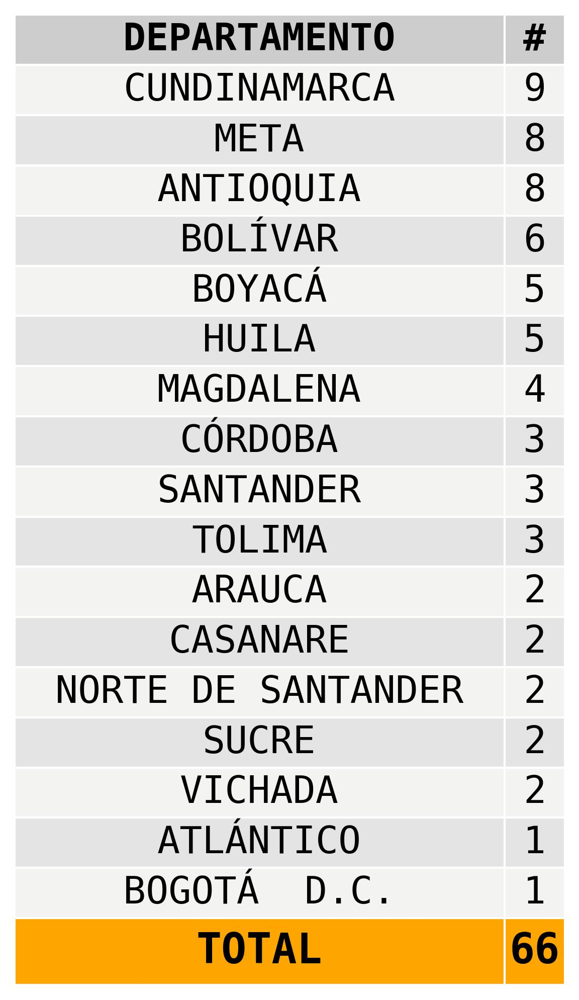 DEPARTAMENTO #
CUNDINAMARCA 9
META 8
ANTIOQUIA 8
BOLÍVAR 6
BOYACÁ 5
HUILA 5
MAGDALENA 4
CÓRDOBA 3
SANTANDER 3
TOLIMA 3
ARAUCA 2
CASANARE 2
NORTE DE SANTANDER 2
SUCRE 2
VICHADA 2
ATLÁNTICO 1
BOGOTÁ  D.C. 1
TOTAL 66